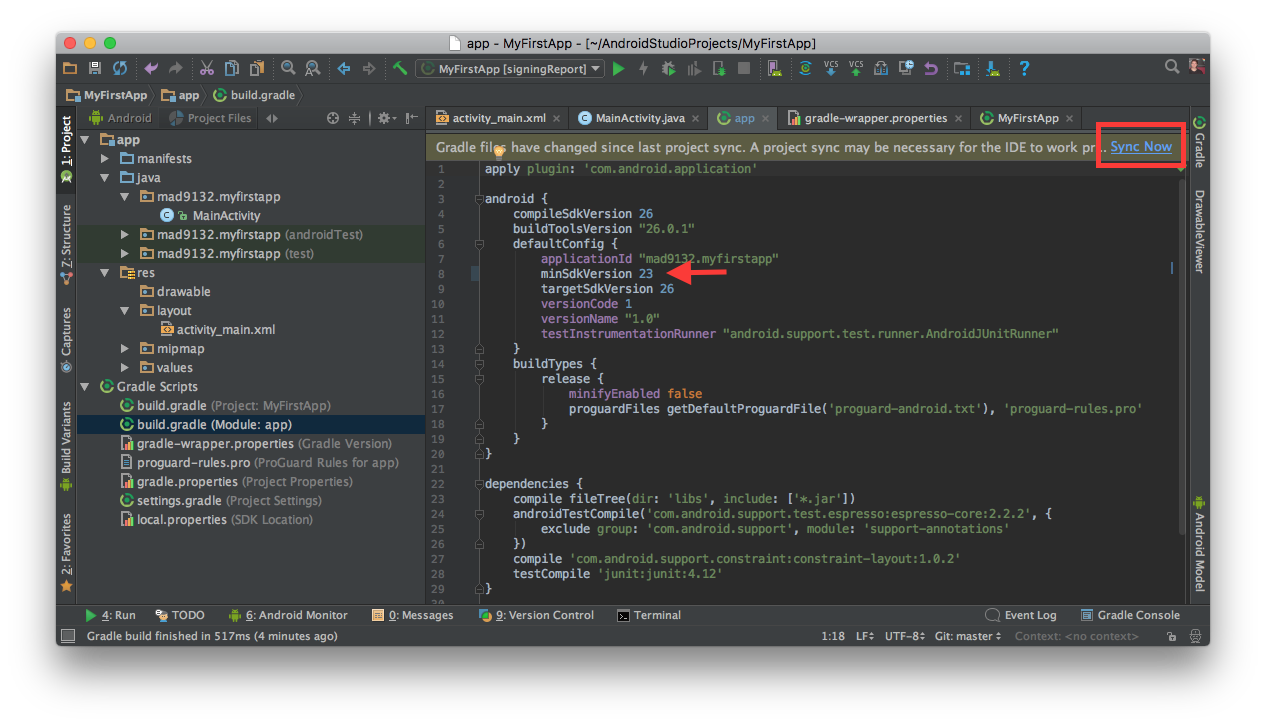 app - MyFirstApp - [~/AndroidStudioProjects/MyFirstApp]
MyFirstApp [signingReport]
VCS
VCS
?
MyFirstApp
app
build.gradle
1: Project
Z: Structure
Captures
Build Variants
2: Favorites
Android
Project Files
app
manifests
java
mad9132.myfirstapp
MainActivity
mad9132.myfirstapp (androidTest)
mad9132.myfirstapp (test)
res
drawable
layout
activity_main.xml
mipmap
values
Gradle Scripts
build.gradle (Project: MyFirstApp)
build.gradle (Module: app)
gradle-wrapper.properties (Gradle Version)
proguard-rules.pro (ProGuard Rules for app)
gradle.properties (Project Properties)
settings.gradle (Project Settings)
local.properties (SDK Location)
activity_main.xml
MainActivity.java
app
gradle-wrapper.properties
MyFirstApp
Gradle files have changed since last project sync. A project sync may be necessary for the IDE to work pr... Sync Now
1 apply plugin: 'com.android.application'
2
3 android {
4 compileSdkVersion 26
5 buildToolsVersion "26.0.1"
6 defaultConfig {
7 applicationId "mad9132.myfirstapp"
8 minSdkVersion 23
9 targetSdkVersion 26
10 versionCode 1
11 versionName "1.0"
12 testInstrumentationRunner "android.support.test.runner.AndroidJUnitRunner"
13 }
14 buildTypes {
15 release {
16 minifyEnabled false
17 proguardFiles getDefaultProguardFile('proguard-android.txt'), 'proguard-rules.pro'
18 }
19 }
20 }
21
22 dependencies {
23 compile fileTree(dir: 'libs', include: ['*.jar'])
24 androidTestCompile('com.android.support.test.espresso:espresso-core:2.2.2', {
25 exclude group: 'com.android.support', module: 'support-annotations'
26 })
27 compile 'com.android.support.constraint:constraint-layout:1.0.2'
28 testCompile 'junit:junit:4.12'
29 }
Gradle
DrawableViewer
Android Model
4: Run
TODO
6: Android Monitor
0: Messages
9: Version Control
Terminal
Event Log
Gradle Console
Gradle build finished in 517ms (4 minutes ago)
1:18 LF UTF-8 Git: master Context: <no context>